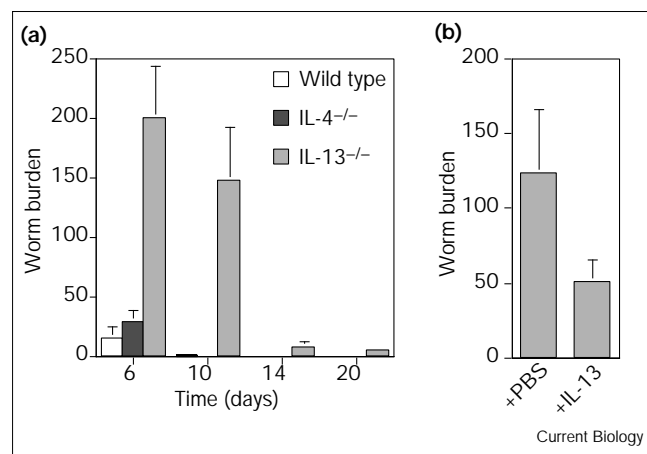 (a)
250
200
150
100
50
0
Worm burden
Wild type
IL-4–/–
IL-13–/–
6 10 14 20
Time (days)
(b)
200
150
100
50
0
Worm burden
+PBS
+IL-13
Current Biology